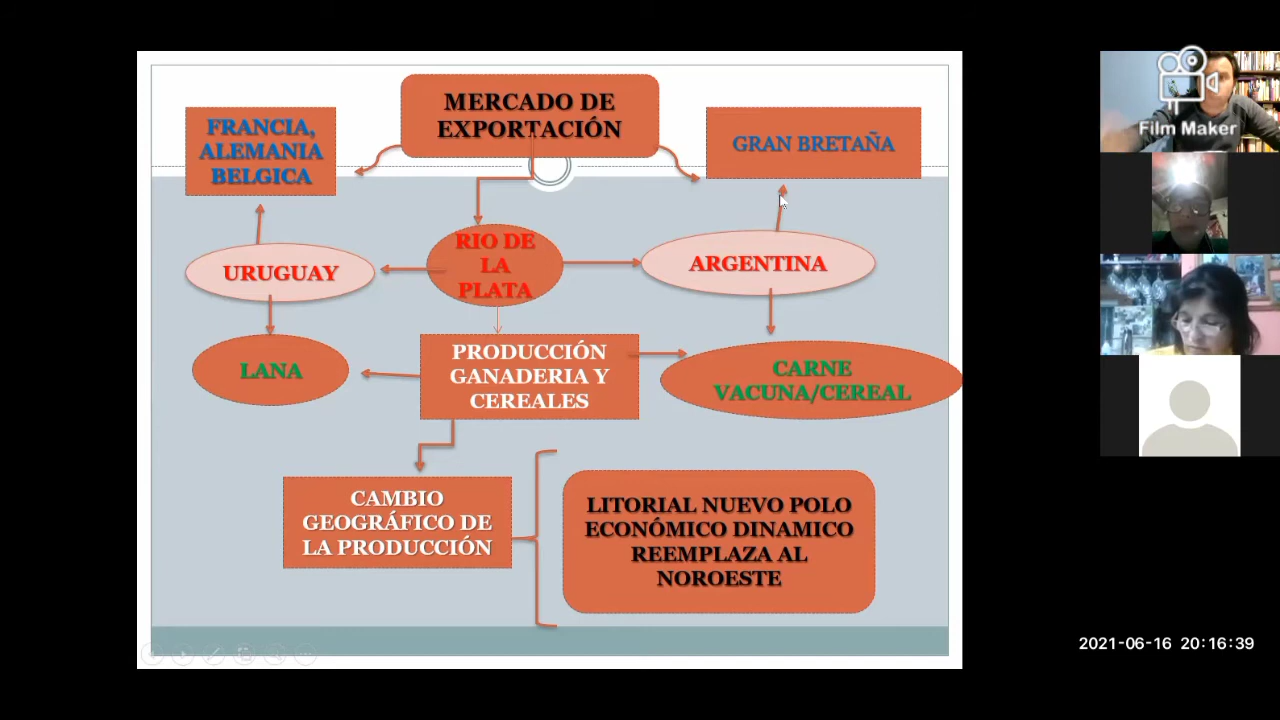 MERCADO DE
EXPORTACIÓN
FRANCIA,
ALEMANIA
BELGICA
GRAN BRETAÑA
RIO DE
LA
PLATA
URUGUAY
ARGENTINA
PRODUCCIÓN
GANADERIA Y
CEREALES
LANA
CARNE
VACUNA/CEREAL
CAMBIO
GEOGRÁFICO DE
LA PRODUCCIÓN
LITORIAL NUEVO POLO
ECONÓMICO DINAMICO
REEMPLAZA AL
NOROESTE
Film Maker
2021-06-16 20:16:39